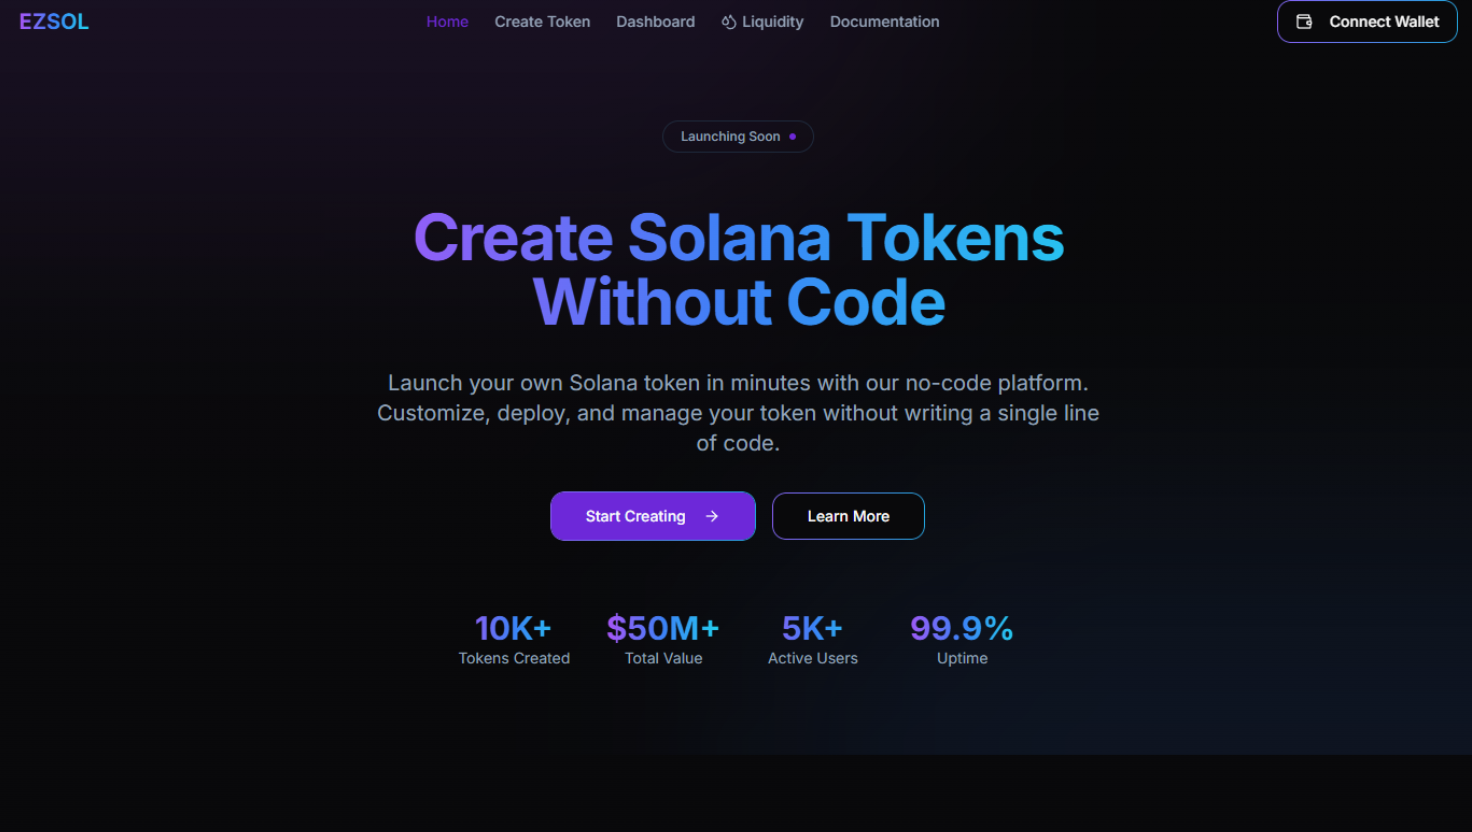 EZSOL
Home
Create Token
Dashboard
Liquidity
Documentation
Connect Wallet
Launching Soon
Create Solana Tokens
Without Code
Launch your own Solana token in minutes with our no-code platform.
Customize, deploy, and manage your token without writing a single line
of code.
Start Creating
Learn More
10K+
Tokens Created
$50M+
Total Value
5K+
Active Users
99.9%
Uptime